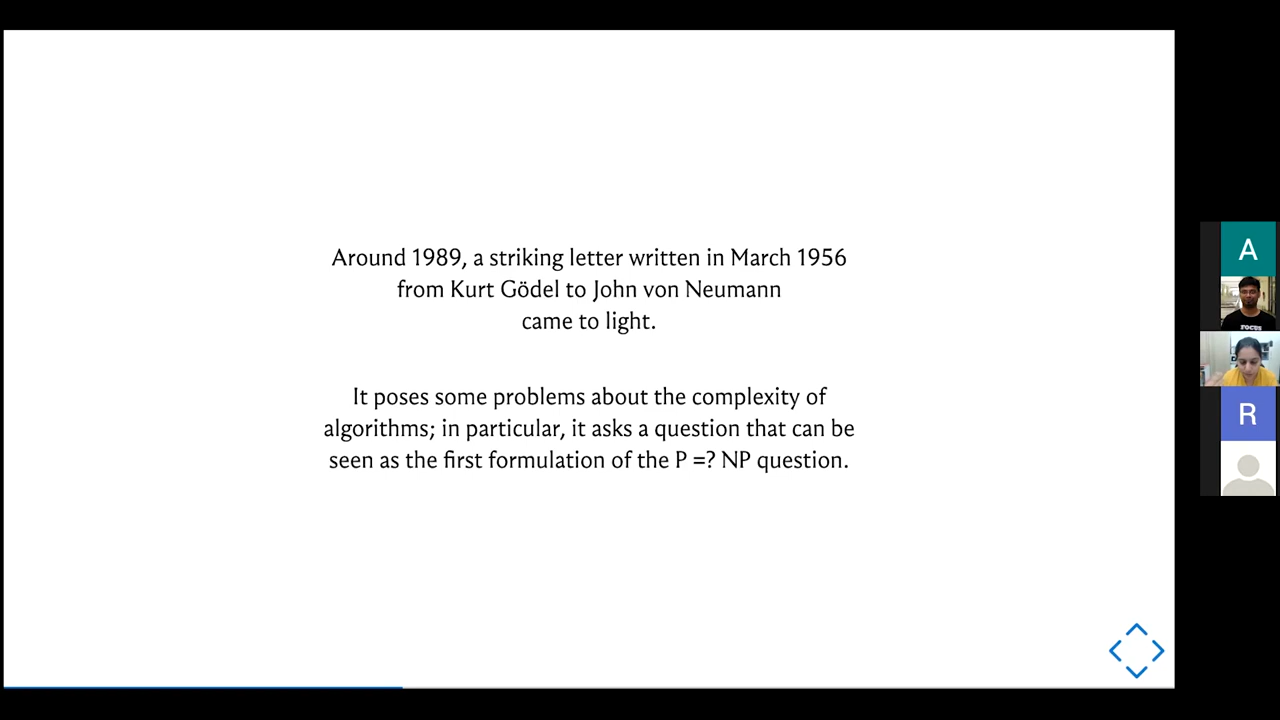 Around 1989, a striking letter written in March 1956
from Kurt Gödel to John von Neumann
came to light.
It poses some problems about the complexity of
algorithms; in particular, it asks a question that can be
seen as the first formulation of the P =? NP question.
A
FOCUS
R